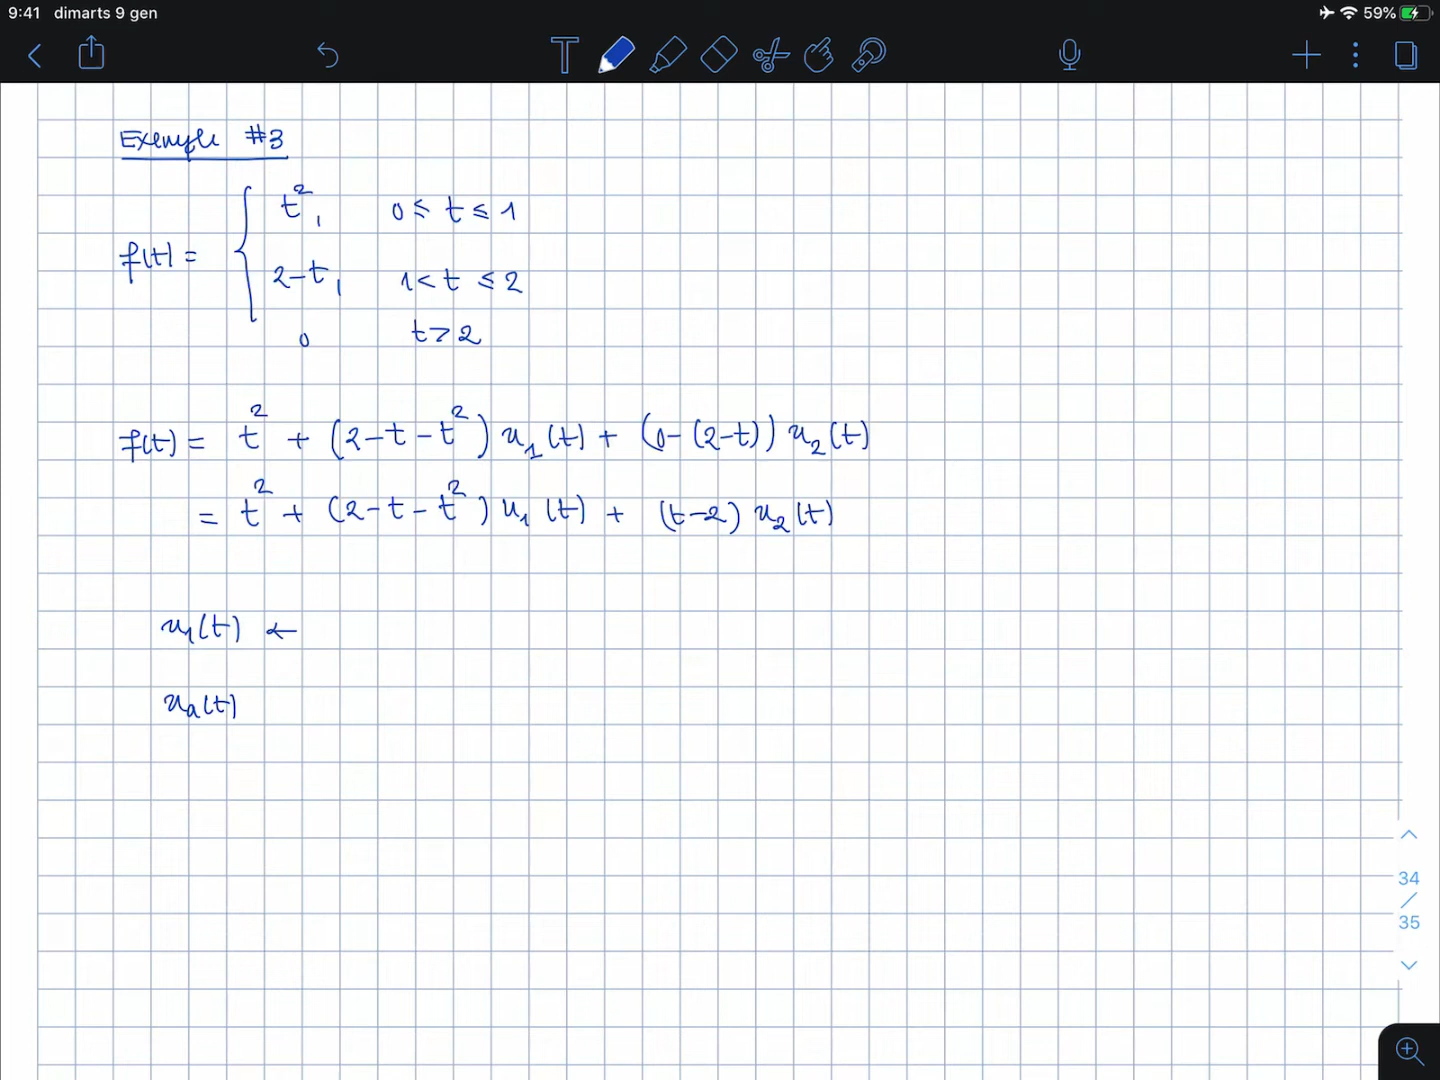 9:41 dimarts 9 gen 59%
Exemple #3
f(t) = { t², 0 ≤ t ≤ 1
2-t, 1 < t ≤ 2
0 t > 2
f(t) = t² + (2-t-t²) u₁(t) + (0-(2-t)) u₂(t)
= t² + (2-t-t²) u₁(t) + (t-2) u₂(t)
u₁(t) ←
uₐ(t)
34
/
35